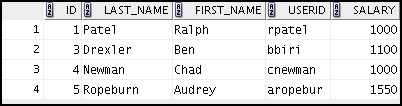 ID LAST_NAME FIRST_NAME USERID SALARY
1 1 Patel Ralph rpatel 1000
2 3 Drexler Ben bbiri 1100
3 4 Newman Chad cnewman 1000
4 5 Ropeburn Audrey aropebur 1550